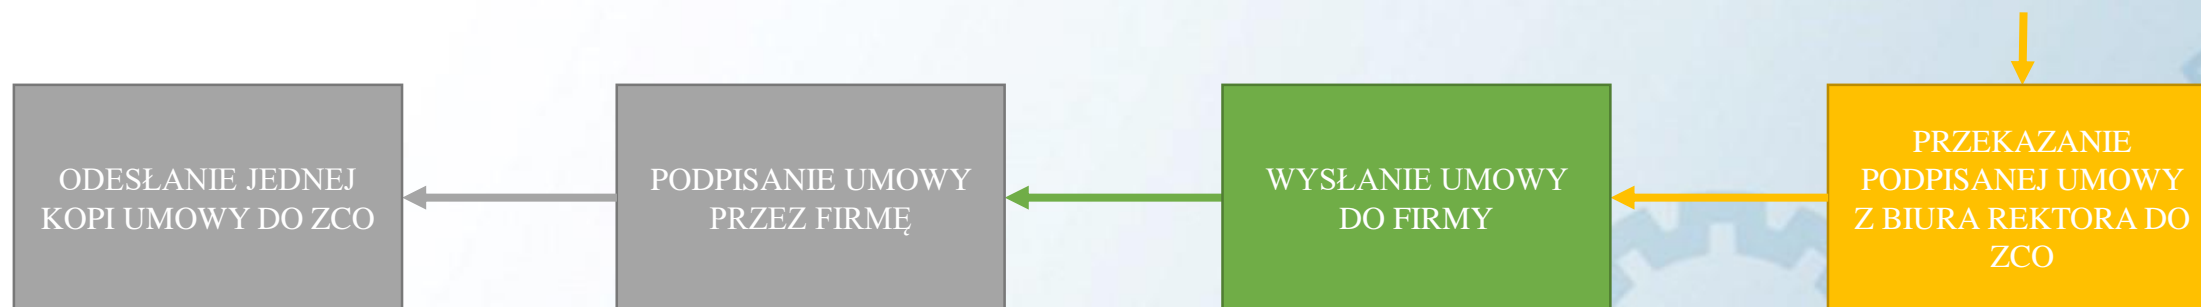 ODESŁANIE JEDNEJ
KOPI UMOWY DO ZCO
PODPISANIE UMOWY
PRZEZ FIRMĘ
WYSŁANIE UMOWY
DO FIRMY
PRZEKAZANIE
PODPISANEJ UMOWY
Z BIURA REKTORA DO
ZCO